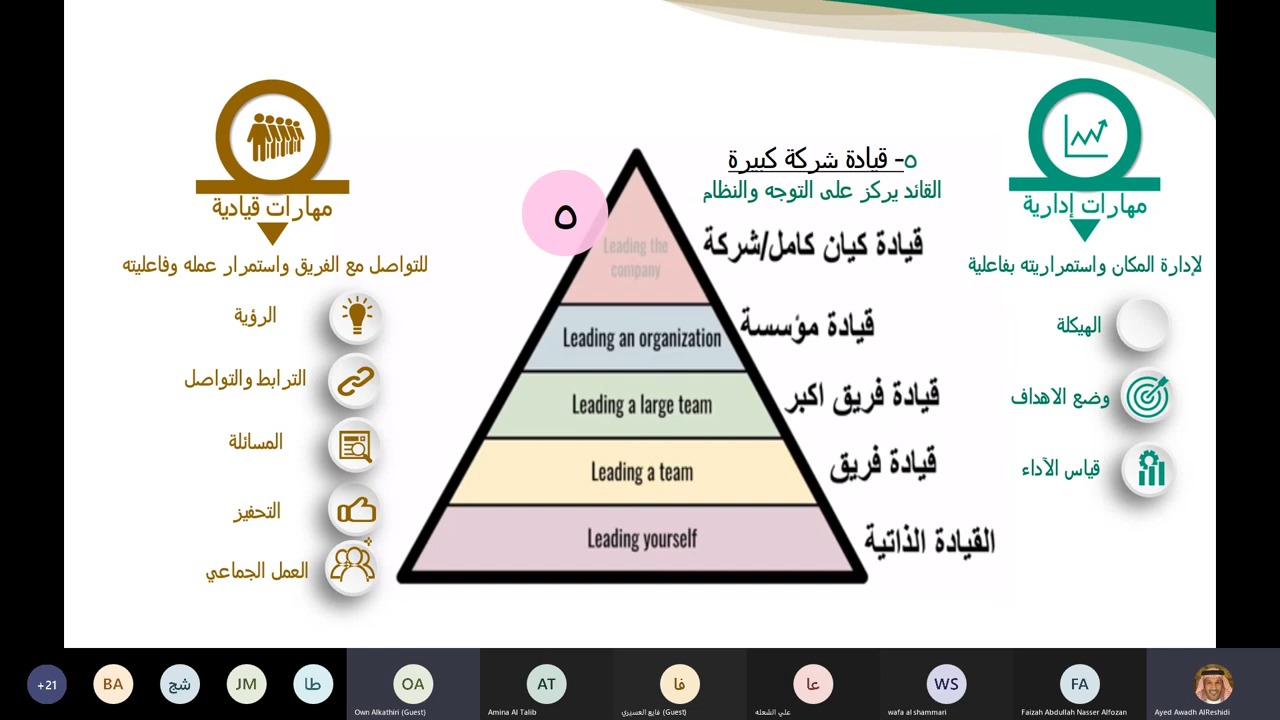 ٥- قيادة شركة كبيرة
القائد يركز على التوجه والنظام
مهارات إدارية
لإدارة المكان واستمراريته بفاعلية
الهيكلة
وضع الاهداف
قياس الآداء
٥
Leading the
company
قيادة كيان كامل/شركة
Leading an organization
قيادة مؤسسة
Leading a large team
قيادة فريق اكبر
Leading a team
قيادة فريق
Leading yourself
القيادة الذاتية
مهارات قيادية
للتواصل مع الفريق واستمرار عمله وفاعليته
الرؤية
الترابط والتواصل
المسائلة
التحفيز
العمل الجماعي
+21
BA
شج
JM
طا
OA
Own Alkathiri (Guest)
AT
Amina Al Talib
فا
فايع العسيري (Guest)
عا
علي الشعله
WS
wafa al shammari
FA
Faizah Abdullah Nasser Alfozan
Ayed Awadh AlReshidi